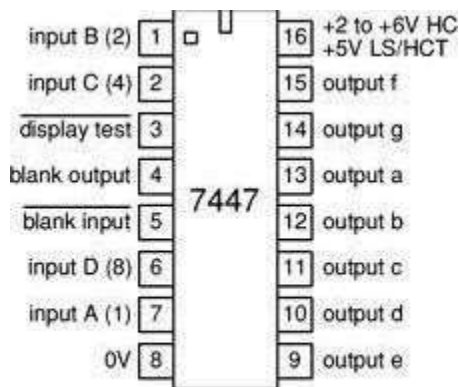 input B (2) 1
input C (4) 2
display test 3
blank output 4
blank input 5
input D (8) 6
input A (1) 7
0V 8
7447
16 +2 to +6V HC
+5V LS/HCT
15 output f
14 output g
13 output a
12 output b
11 output c
10 output d
9 output e